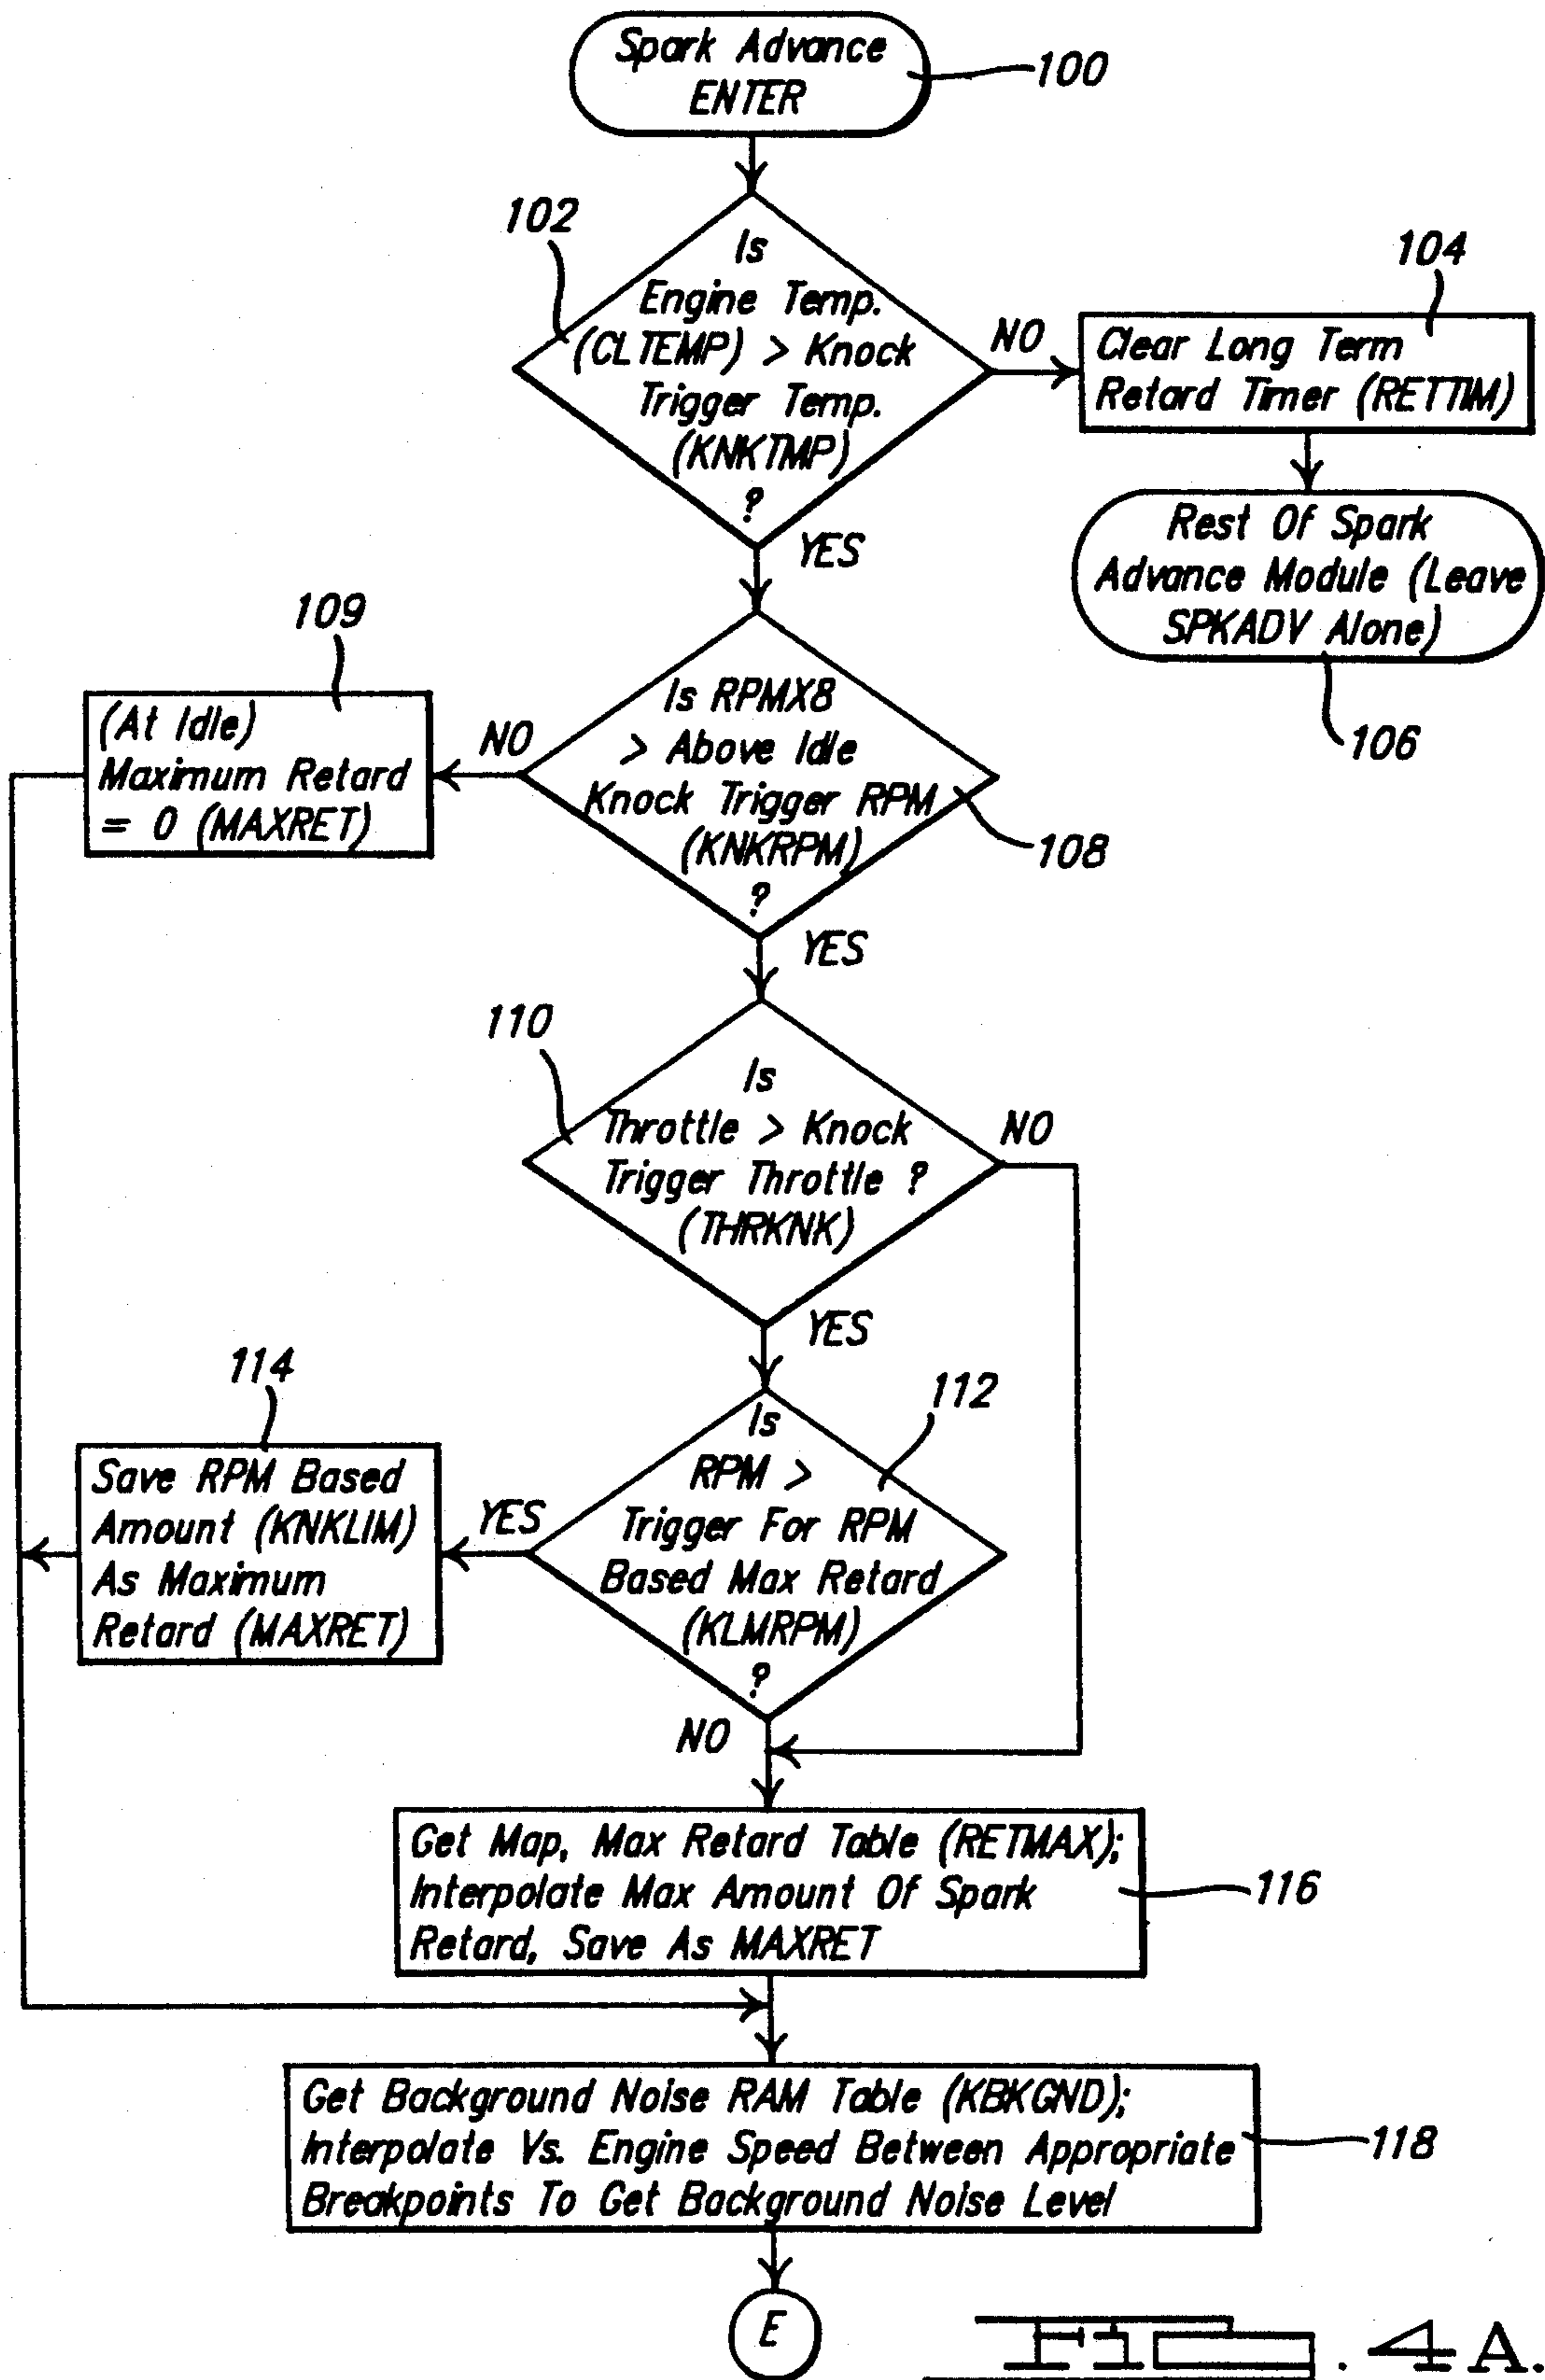 Spark Advance
ENTER
100
102
Is
Engine Temp.
(CLTEMP) > Knock
Trigger Temp.
(KNKTMP)
?
NO
YES
104
Clear Long Term
Retard Timer (RETTIM)
Rest Of Spark
Advance Module (Leave
SPKADV Alone)
106
109
(At Idle)
Maximum Retard
= 0 (MAXRET)
NO
Is RPMX8
> Above Idle
Knock Trigger RPM
(KNKRPM)
?
108
YES
110
Is
Throttle > Knock
Trigger Throttle ?
(THRKNK)
NO
YES
114
Save RPM Based
Amount (KNKLIM)
As Maximum
Retard (MAXRET)
YES
112
Is
RPM >
Trigger For RPM
Based Max Retard
(KLMRPM)
?
NO
Get Map, Max Retard Table (RETMAX);
Interpolate Max Amount Of Spark
Retard, Save As MAXRET
116
Get Background Noise RAM Table (KBKGND);
Interpolate Vs. Engine Speed Between Appropriate
Breakpoints To Get Background Noise Level
118
E
FIG. 4A.